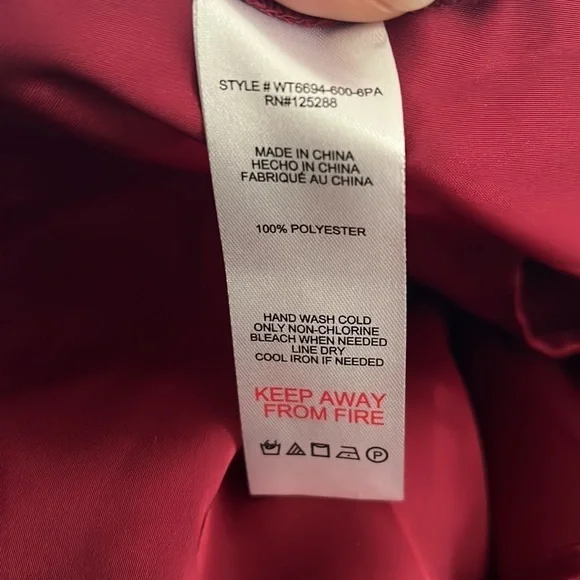 STYLE # WT6694-600-6PA
RN#125288
MADE IN CHINA
HECHO IN CHINA
FABRIQUÉ AU CHINA
100% POLYESTER
HAND WASH COLD
ONLY NON-CHLORINE
BLEACH WHEN NEEDED
LINE DRY
COOL IRON IF NEEDED
KEEP AWAY
FROM FIRE
P